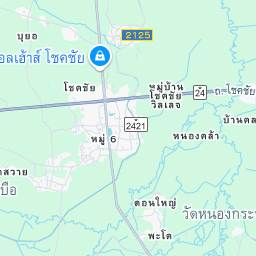 บุยอ
2125
อลเฮ้าส์ โชคชัย
โชคชัย
หมู่บ้าน
โชคชัย
วิลเลจ
24
ถ.โชคชัย
2421
หมู่ 6
หนองคล้า
บ้านคล
กสวาย
บือ
ดอนใหญ่
วัดหนองกระ
พะโต